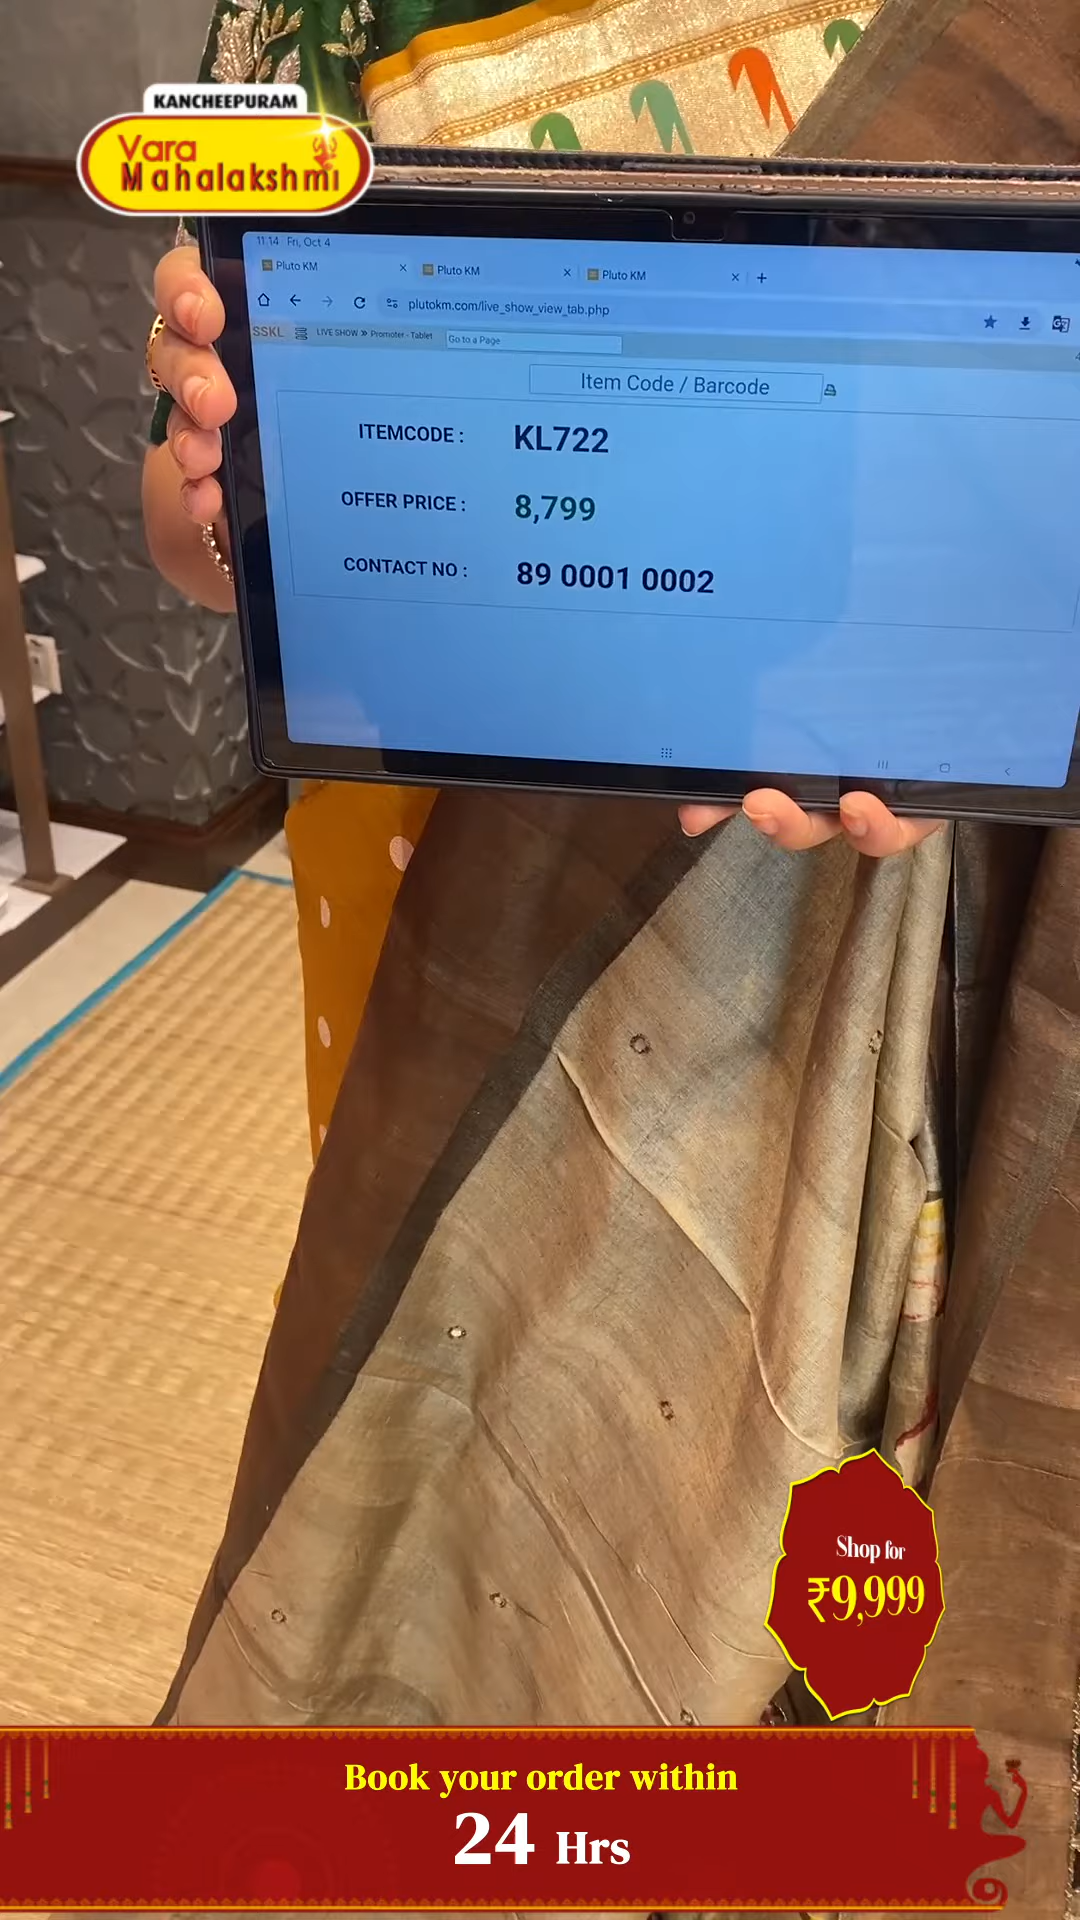 KANCHEEPURAM
Vara
Mahalakshmi
11:14 Fri, Oct 4
Pluto KM
Pluto KM
Pluto KM
plutokm.com/live_show_view_tab.php
SSKL
LIVE SHOW » Promoter - Tablet
Go to a Page
Item Code / Barcode
ITEMCODE : KL722
OFFER PRICE : 8,799
CONTACT NO : 89 0001 0002
Shop for
₹9,999
Book your order within
24 Hrs